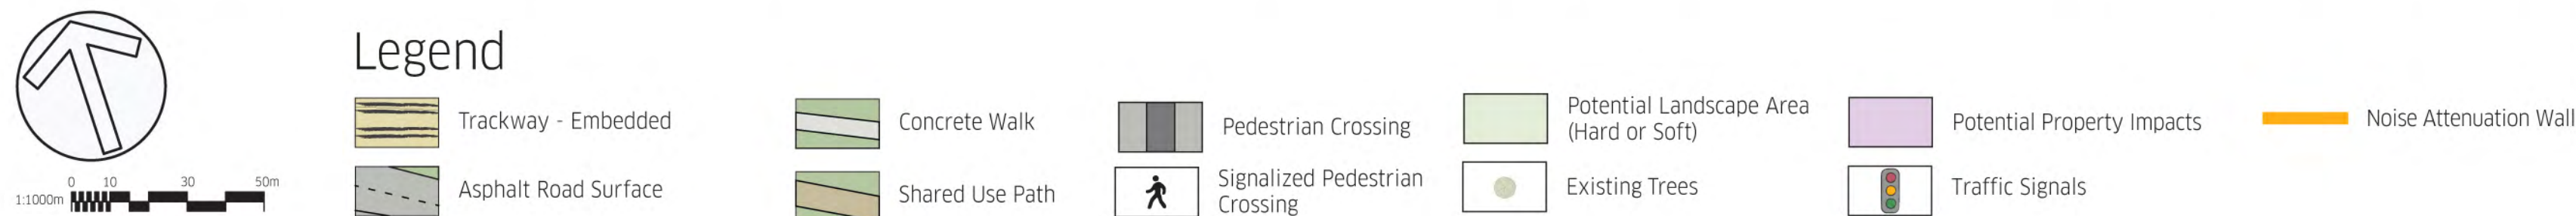 Legend
Trackway - Embedded
Asphalt Road Surface
Concrete Walk
Shared Use Path
Pedestrian Crossing
Signalized Pedestrian
Crossing
Potential Landscape Area
(Hard or Soft)
Existing Trees
Potential Property Impacts
Traffic Signals
Noise Attenuation Wall
0 10 30 50m
1:1000m